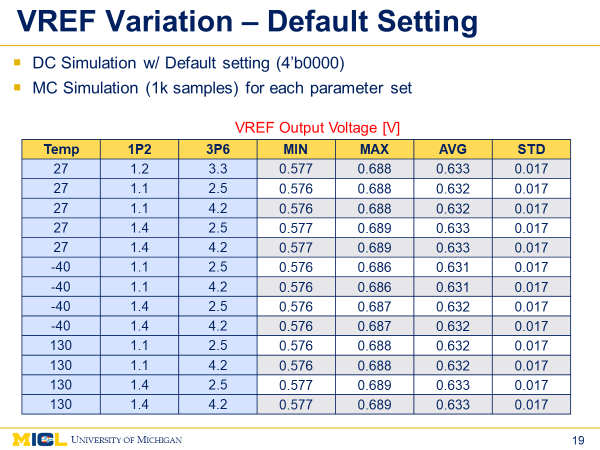 VREF Variation – Default Setting
DC Simulation w/ Default setting (4’b0000)
MC Simulation (1k samples) for each parameter set
VREF Output Voltage [V]
Temp 1P2 3P6 MIN MAX AVG STD
27 1.2 3.3 0.577 0.688 0.633 0.017
27 1.1 2.5 0.576 0.688 0.632 0.017
27 1.1 4.2 0.576 0.688 0.632 0.017
27 1.4 2.5 0.577 0.689 0.633 0.017
27 1.4 4.2 0.577 0.689 0.633 0.017
-40 1.1 2.5 0.576 0.686 0.631 0.017
-40 1.1 4.2 0.576 0.686 0.631 0.017
-40 1.4 2.5 0.576 0.687 0.632 0.017
-40 1.4 4.2 0.576 0.687 0.632 0.017
130 1.1 2.5 0.576 0.688 0.632 0.017
130 1.1 4.2 0.576 0.688 0.632 0.017
130 1.4 2.5 0.577 0.689 0.633 0.017
130 1.4 4.2 0.577 0.689 0.633 0.017
MICL UNIVERSITY OF MICHIGAN 19